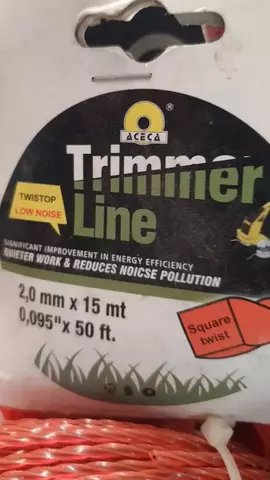 ®
ACECA
TWISTOP
LOW NOISE
Trimmer
Line
SIGNIFICANT IMPROVEMENT IN ENERGY EFFICIENCY
QUIETER WORK & REDUCES NOICSE POLLUTION
2,0 mm x 15 mt
0,095" x 50 ft.
Square
twist